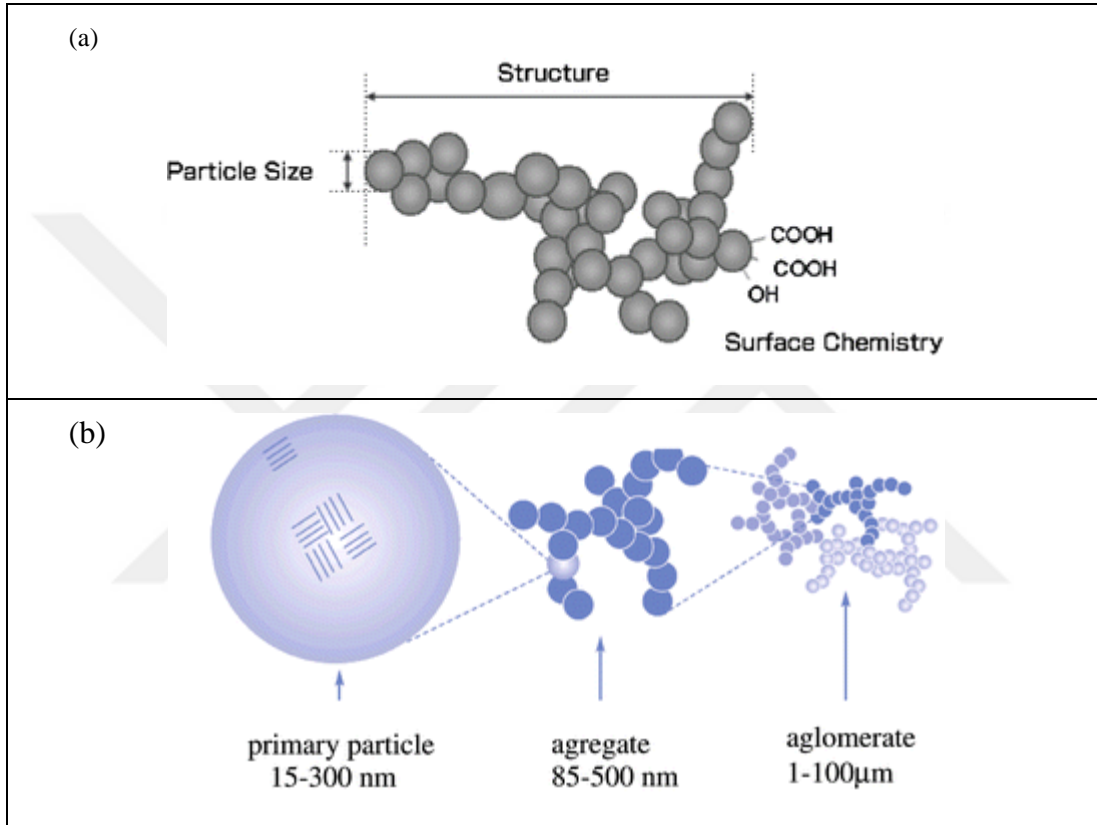 (a)
Structure
Particle Size
COOH
COOH
OH
Surface Chemistry
(b)
primary particle
15-300 nm
agregate
85-500 nm
aglomerate
1-100μm